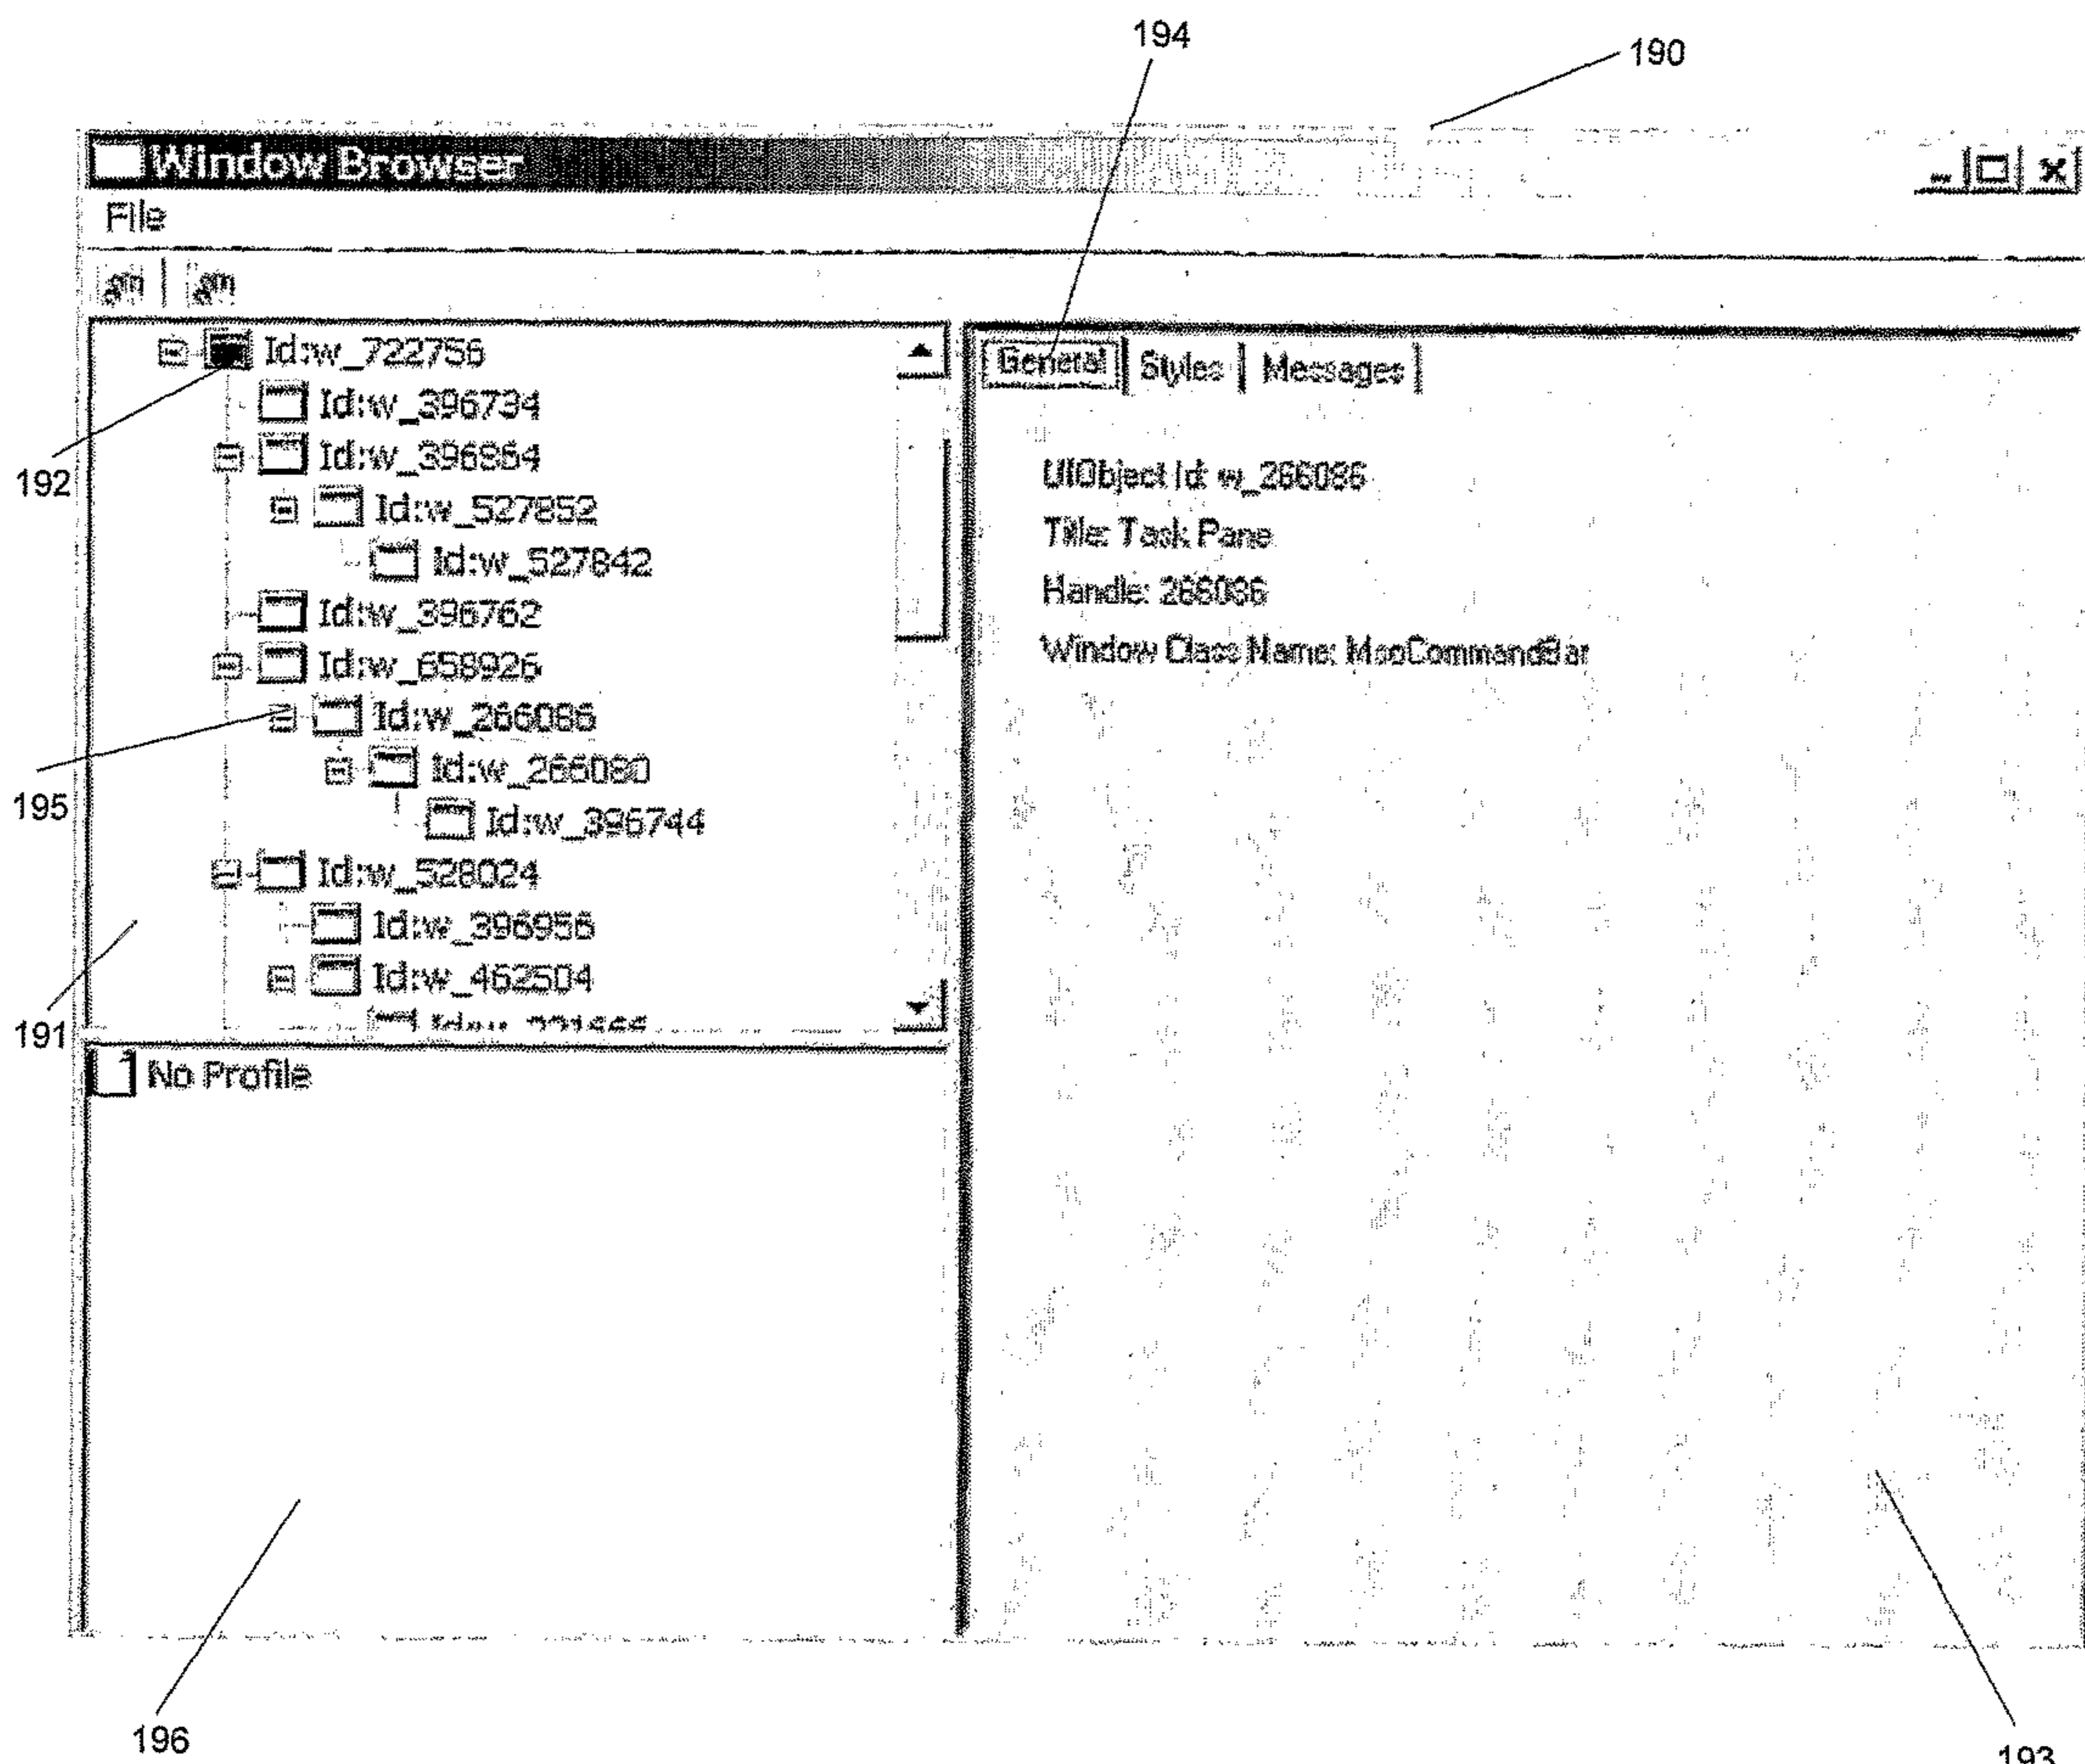 194
190
Window Browser
File
Id:w_722756
Id:w_396734
Id:w_396864
Id:w_527852
Id:w_527842
Id:w_396762
Id:w_658926
Id:w_266086
Id:w_266080
Id:w_396744
Id:w_528024
Id:w_396956
Id:w_462504
No Profile
General Styles Messages
UIObject Id: w_266086
Title: Task Pane
Handle: 266086
Window Class Name: MsoCommandBar
192
195
191
196
193